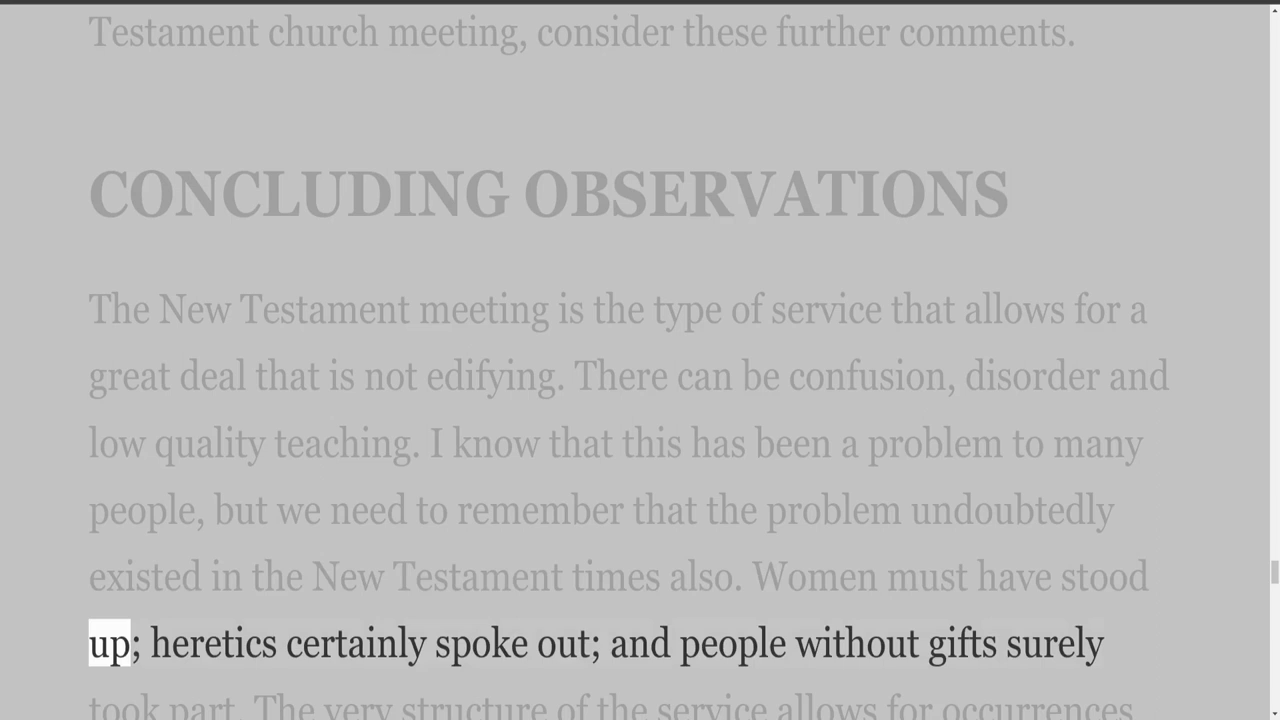 Testament church meeting, consider these further comments.
CONCLUDING OBSERVATIONS
The New Testament meeting is the type of service that allows for a
great deal that is not edifying. There can be confusion, disorder and
low quality teaching. I know that this has been a problem to many
people, but we need to remember that the problem undoubtedly
existed in the New Testament times also. Women must have stood
up; heretics certainly spoke out; and people without gifts surely
took part. The very structure of the service allows for occurrences